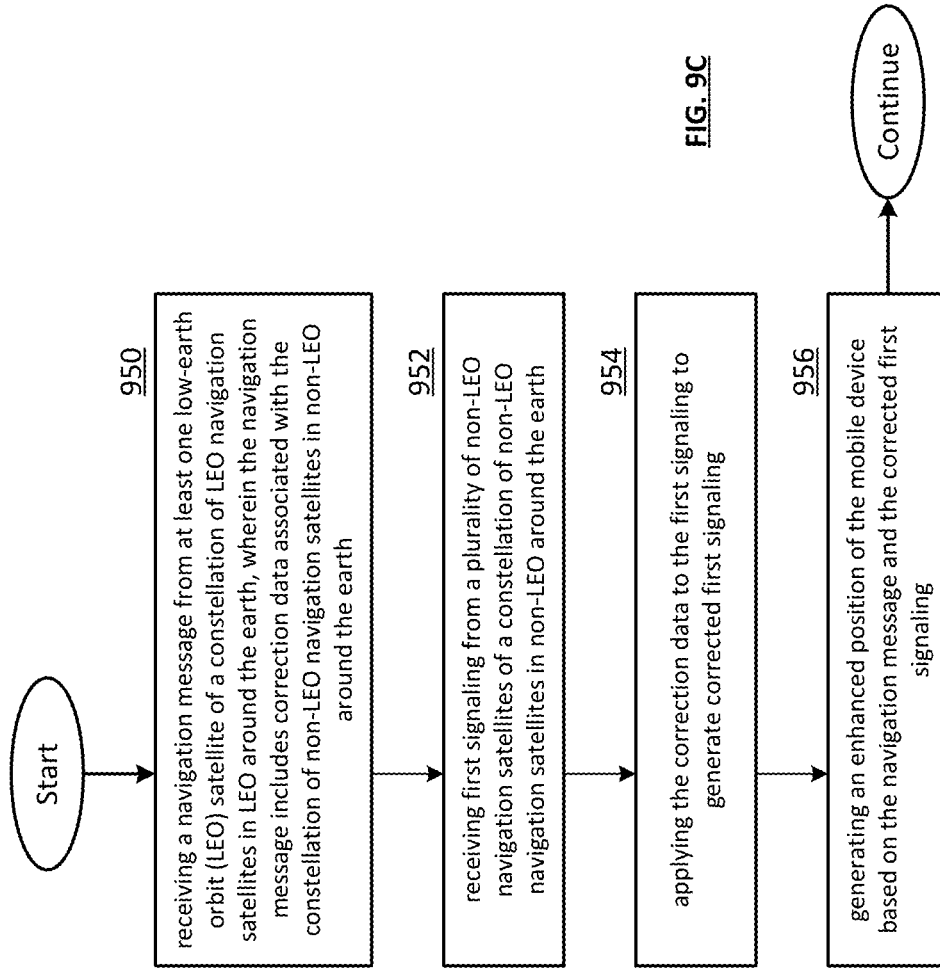 Start
950
receiving a navigation message from at least one low-earth
orbit (LEO) satellite of a constellation of LEO navigation
satellites in LEO around the earth, wherein the navigation
message includes correction data associated with the
constellation of non-LEO navigation satellites in non-LEO
around the earth
952
receiving first signaling from a plurality of non-LEO
navigation satellites of a constellation of non-LEO
navigation satellites in non-LEO around the earth
954
applying the correction data to the first signaling to
generate corrected first signaling
956
generating an enhanced position of the mobile device
based on the navigation message and the corrected first
signaling
Continue
FIG. 9C